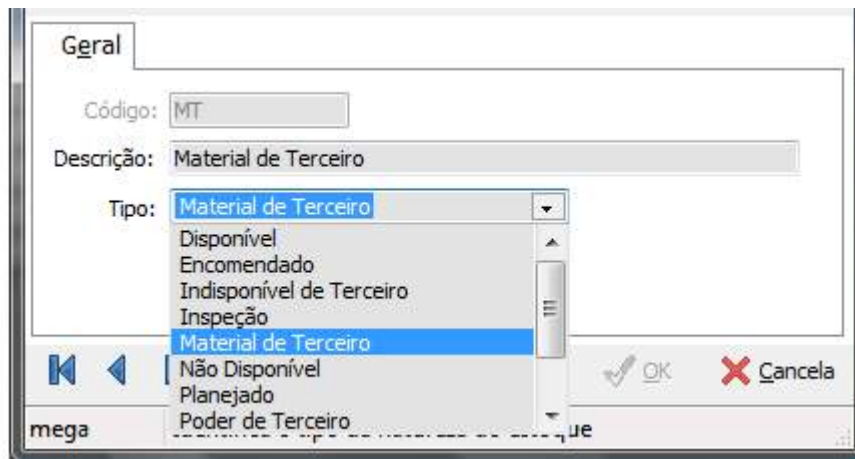 Geral
Código: MT
Descrição: Material de Terceiro
Tipo: Material de Terceiro
Disponível
Encomendado
Indisponível de Terceiro
Inspeção
Material de Terceiro
Não Disponível
Planejado
Poder de Terceiro
OK Cancela
mega